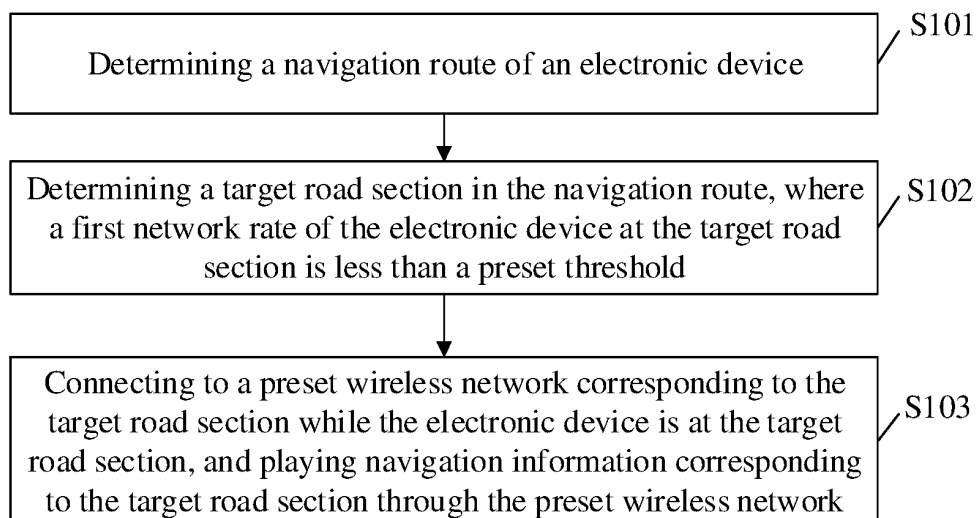 S101
Determining a navigation route of an electronic device
S102
Determining a target road section in the navigation route, where
a first network rate of the electronic device at the target road
section is less than a preset threshold
S103
Connecting to a preset wireless network corresponding to the
target road section while the electronic device is at the target
road section, and playing navigation information corresponding
to the target road section through the preset wireless network